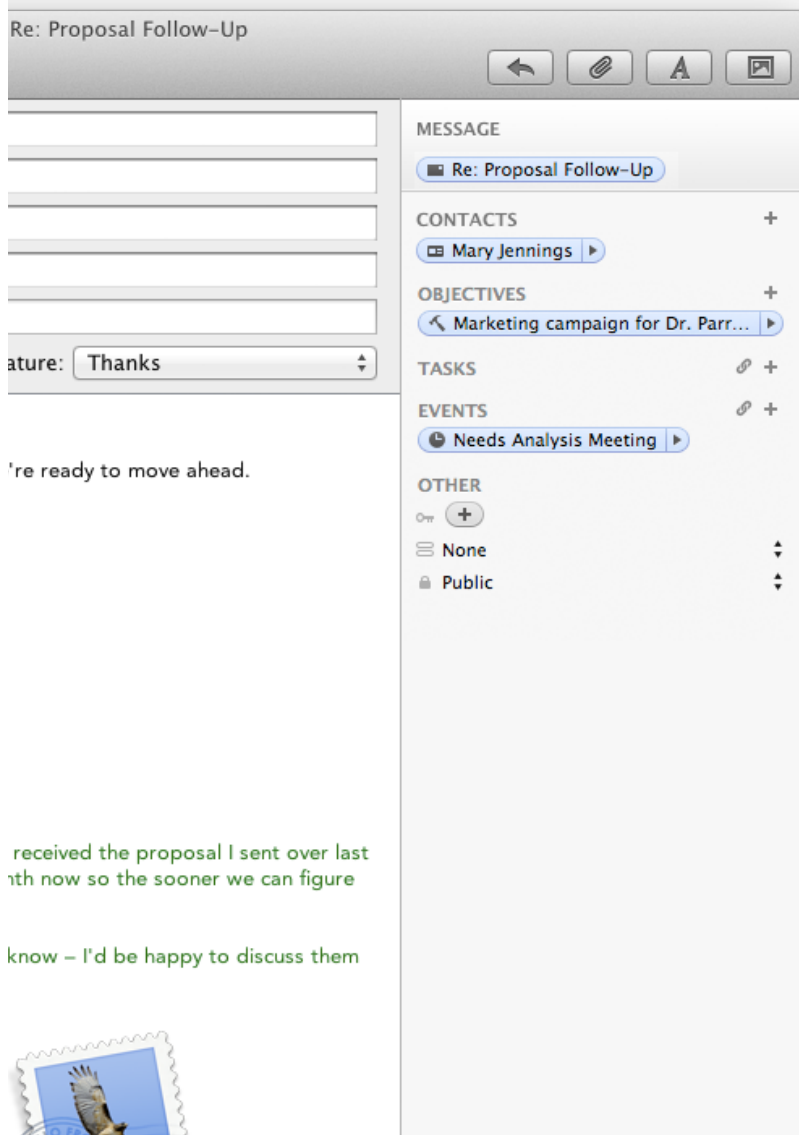 Re: Proposal Follow-Up
MESSAGE
Re: Proposal Follow-Up
CONTACTS
Mary Jennings
OBJECTIVES
Marketing campaign for Dr. Parr...
ature: Thanks
TASKS
EVENTS
Needs Analysis Meeting
're ready to move ahead.
OTHER
None
Public
received the proposal I sent over last
nth now so the sooner we can figure
know – I'd be happy to discuss them